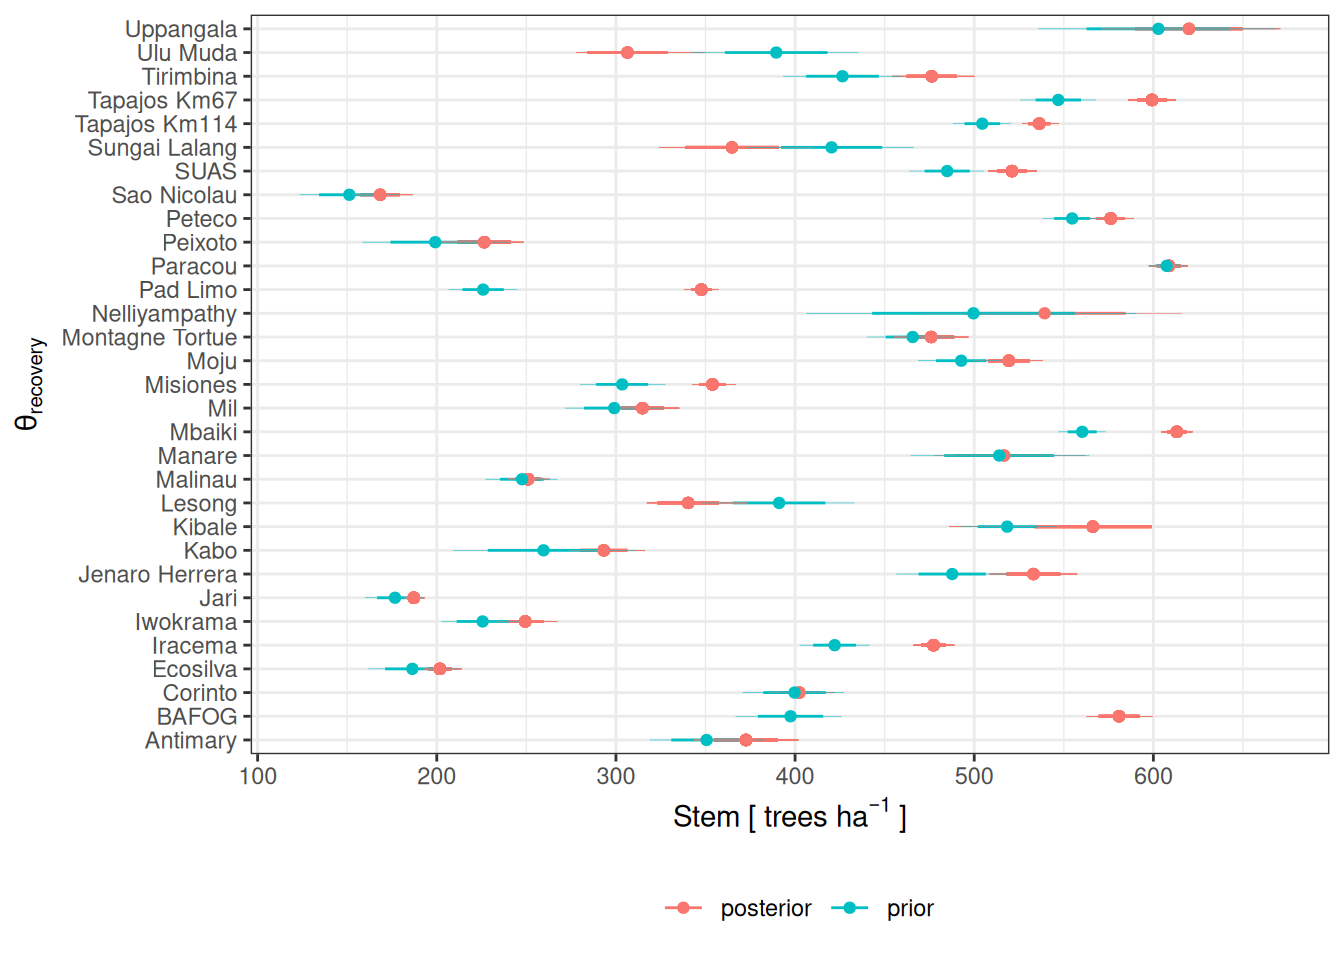 Uppangala
Ulu Muda
Tirimbina
Tapajos Km67
Tapajos Km114
Sungai Lalang
SUAS
Sao Nicolau
Peteco
Peixoto
Paracou
Pad Limo
Nelliyampathy
Montagne Tortue
Moju
Misiones
Mil
Mbaiki
Manare
Malinau
Lesong
Kibale
Kabo
Jenaro Herrera
Jari
Iwokrama
Iracema
Ecosilva
Corinto
BAFOG
Antimary
θrecovery
100 200 300 400 500 600
Stem [ trees ha⁻¹ ]
posterior prior